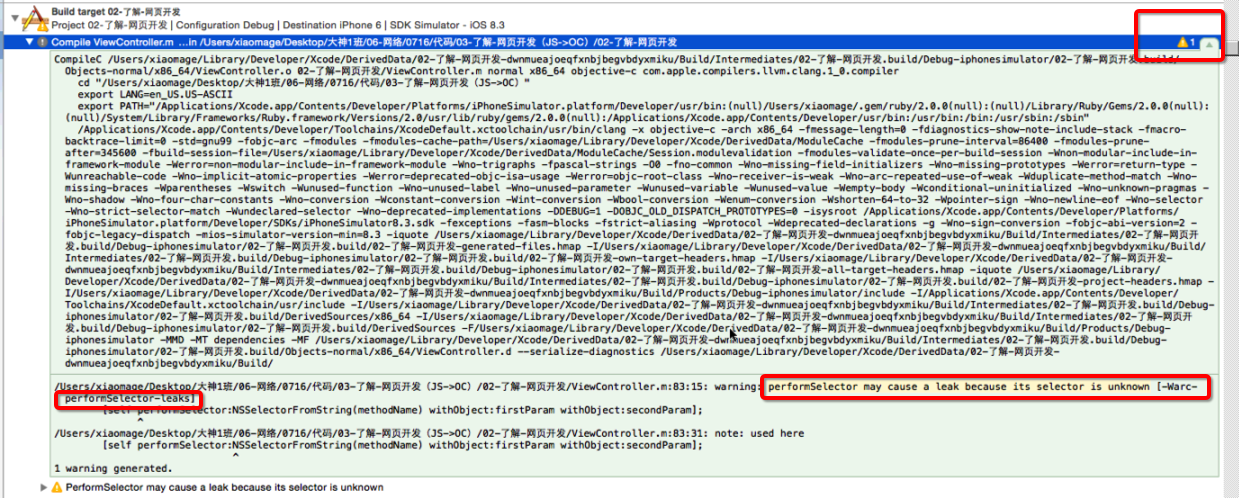 Build target 02-了解-网页开发
Project 02-了解-网页开发 | Configuration Debug | Destination iPhone 6 | SDK Simulator - iOS 8.3
Compile ViewController.m ...in /Users/xiaomage/Desktop/大神1班/06-网络/0716/代码/03-了解-网页开发（JS->OC）/02-了解-网页开发 1
CompileC /Users/xiaomage/Library/Developer/Xcode/DerivedData/02-了解-网页开发-dwnmueajoeqfxnbjbegvbdyxmiku/Build/Intermediates/02-了解-网页开发.build/Debug-iphonesimulator/02-了解-网页开发.build/
Objects-normal/x86_64/ViewController.o 02-了解-网页开发/ViewController.m normal x86_64 objective-c com.apple.compilers.llvm.clang.1_0.compiler
cd "/Users/xiaomage/Desktop/大神1班/06-网络/0716/代码/03-了解-网页开发（JS->OC）"
export LANG=en_US.US-ASCII
export PATH="/Applications/Xcode.app/Contents/Developer/Platforms/iPhoneSimulator.platform/Developer/usr/bin:(null)/Users/xiaomage/.gem/ruby/2.0.0(null):(null)/Library/Ruby/Gems/2.0.0(null):
(null)/System/Library/Frameworks/Ruby.framework/Versions/2.0/usr/lib/ruby/gems/2.0.0(null):/Applications/Xcode.app/Contents/Developer/usr/bin:/usr/bin:/bin:/usr/sbin:/sbin"
/Applications/Xcode.app/Contents/Developer/Toolchains/XcodeDefault.xctoolchain/usr/bin/clang -x objective-c -arch x86_64 -fmessage-length=0 -fdiagnostics-show-note-include-stack -fmacro-
backtrace-limit=0 -std=gnu99 -fobjc-arc -fmodules -fmodules-cache-path=/Users/xiaomage/Library/Developer/Xcode/DerivedData/ModuleCache -fmodules-prune-interval=86400 -fmodules-prune-
after=345600 -fbuild-session-file=/Users/xiaomage/Library/Developer/Xcode/DerivedData/ModuleCache/Session.modulevalidation -fmodules-validate-once-per-build-session -Wnon-modular-include-in-
framework-module -Werror=non-modular-include-in-framework-module -Wno-trigraphs -fpascal-strings -O0 -fno-common -Wno-missing-field-initializers -Wno-missing-prototypes -Werror=return-type -
Wunreachable-code -Wno-implicit-atomic-properties -Werror=deprecated-objc-isa-usage -Werror=objc-root-class -Wno-receiver-is-weak -Wno-arc-repeated-use-of-weak -Wduplicate-method-match -Wno-
missing-braces -Wparentheses -Wswitch -Wunused-function -Wno-unused-label -Wno-unused-parameter -Wunused-variable -Wunused-value -Wempty-body -Wconditional-uninitialized -Wno-unknown-pragmas -
Wno-shadow -Wno-four-char-constants -Wno-conversion -Wconstant-conversion -Wint-conversion -Wbool-conversion -Wenum-conversion -Wshorten-64-to-32 -Wpointer-sign -Wno-newline-eof -Wno-selector
-Wno-strict-selector-match -Wundeclared-selector -Wno-deprecated-implementations -DDEBUG=1 -DOBJC_OLD_DISPATCH_PROTOTYPES=0 -isysroot /Applications/Xcode.app/Contents/Developer/Platforms/
iPhoneSimulator.platform/Developer/SDKs/iPhoneSimulator8.3.sdk -fexceptions -fasm-blocks -fstrict-aliasing -Wprotocol -Wdeprecated-declarations -g -Wno-sign-conversion -fobjc-abi-version=2 -
fobjc-legacy-dispatch -mios-simulator-version-min=8.3 -iquote /Users/xiaomage/Library/Developer/Xcode/DerivedData/02-了解-网页开发-dwnmueajoeqfxnbjbegvbdyxmiku/Build/Intermediates/02-了解-网页开
发.build/Debug-iphonesimulator/02-了解-网页开发.build/02-了解-网页开发-generated-files.hmap -I/Users/xiaomage/Library/Developer/Xcode/DerivedData/02-了解-网页开发-dwnmueajoeqfxnbjbegvbdyxmiku/Build/
Intermediates/02-了解-网页开发.build/Debug-iphonesimulator/02-了解-网页开发.build/02-了解-网页开发-own-target-headers.hmap -I/Users/xiaomage/Library/Developer/Xcode/DerivedData/02-了解-网页开发-
dwnmueajoeqfxnbjbegvbdyxmiku/Build/Intermediates/02-了解-网页开发.build/Debug-iphonesimulator/02-了解-网页开发.build/02-了解-网页开发-all-target-headers.hmap -iquote /Users/xiaomage/Library/
Developer/Xcode/DerivedData/02-了解-网页开发-dwnmueajoeqfxnbjbegvbdyxmiku/Build/Intermediates/02-了解-网页开发.build/Debug-iphonesimulator/02-了解-网页开发.build/02-了解-网页开发-project-headers.hmap -
I/Users/xiaomage/Library/Developer/Xcode/DerivedData/02-了解-网页开发-dwnmueajoeqfxnbjbegvbdyxmiku/Build/Products/Debug-iphonesimulator/include -I/Applications/Xcode.app/Contents/Developer/
Toolchains/XcodeDefault.xctoolchain/usr/include -I/Users/xiaomage/Library/Developer/Xcode/DerivedData/02-了解-网页开发-dwnmueajoeqfxnbjbegvbdyxmiku/Build/Intermediates/02-了解-网页开发.build/Debug-
iphonesimulator/02-了解-网页开发.build/DerivedSources/x86_64 -I/Users/xiaomage/Library/Developer/Xcode/DerivedData/02-了解-网页开发-dwnmueajoeqfxnbjbegvbdyxmiku/Build/Intermediates/02-了解-网页开
发.build/Debug-iphonesimulator/02-了解-网页开发.build/DerivedSources -F/Users/xiaomage/Library/Developer/Xcode/DerivedData/02-了解-网页开发-dwnmueajoeqfxnbjbegvbdyxmiku/Build/Products/Debug-
iphonesimulator -MMD -MT dependencies -MF /Users/xiaomage/Library/Developer/Xcode/DerivedData/02-了解-网页开发-dwnmueajoeqfxnbjbegvbdyxmiku/Build/Intermediates/02-了解-网页开发.build/Debug-
iphonesimulator/02-了解-网页开发.build/Objects-normal/x86_64/ViewController.d --serialize-diagnostics /Users/xiaomage/Library/Developer/Xcode/DerivedData/02-了解-网页开发-
dwnmueajoeqfxnbjbegvbdyxmiku/Build/
/Users/xiaomage/Desktop/大神1班/06-网络/0716/代码/03-了解-网页开发（JS->OC）/02-了解-网页开发/ViewController.m:83:15: warning: performSelector may cause a leak because its selector is unknown [-Warc-
performSelector-leaks]
[self performSelector:NSSelectorFromString(methodName) withObject:firstParam withObject:secondParam];
^
/Users/xiaomage/Desktop/大神1班/06-网络/0716/代码/03-了解-网页开发（JS->OC）/02-了解-网页开发/ViewController.m:83:31: note: used here
[self performSelector:NSSelectorFromString(methodName) withObject:firstParam withObject:secondParam];
^
1 warning generated.
PerformSelector may cause a leak because its selector is unknown